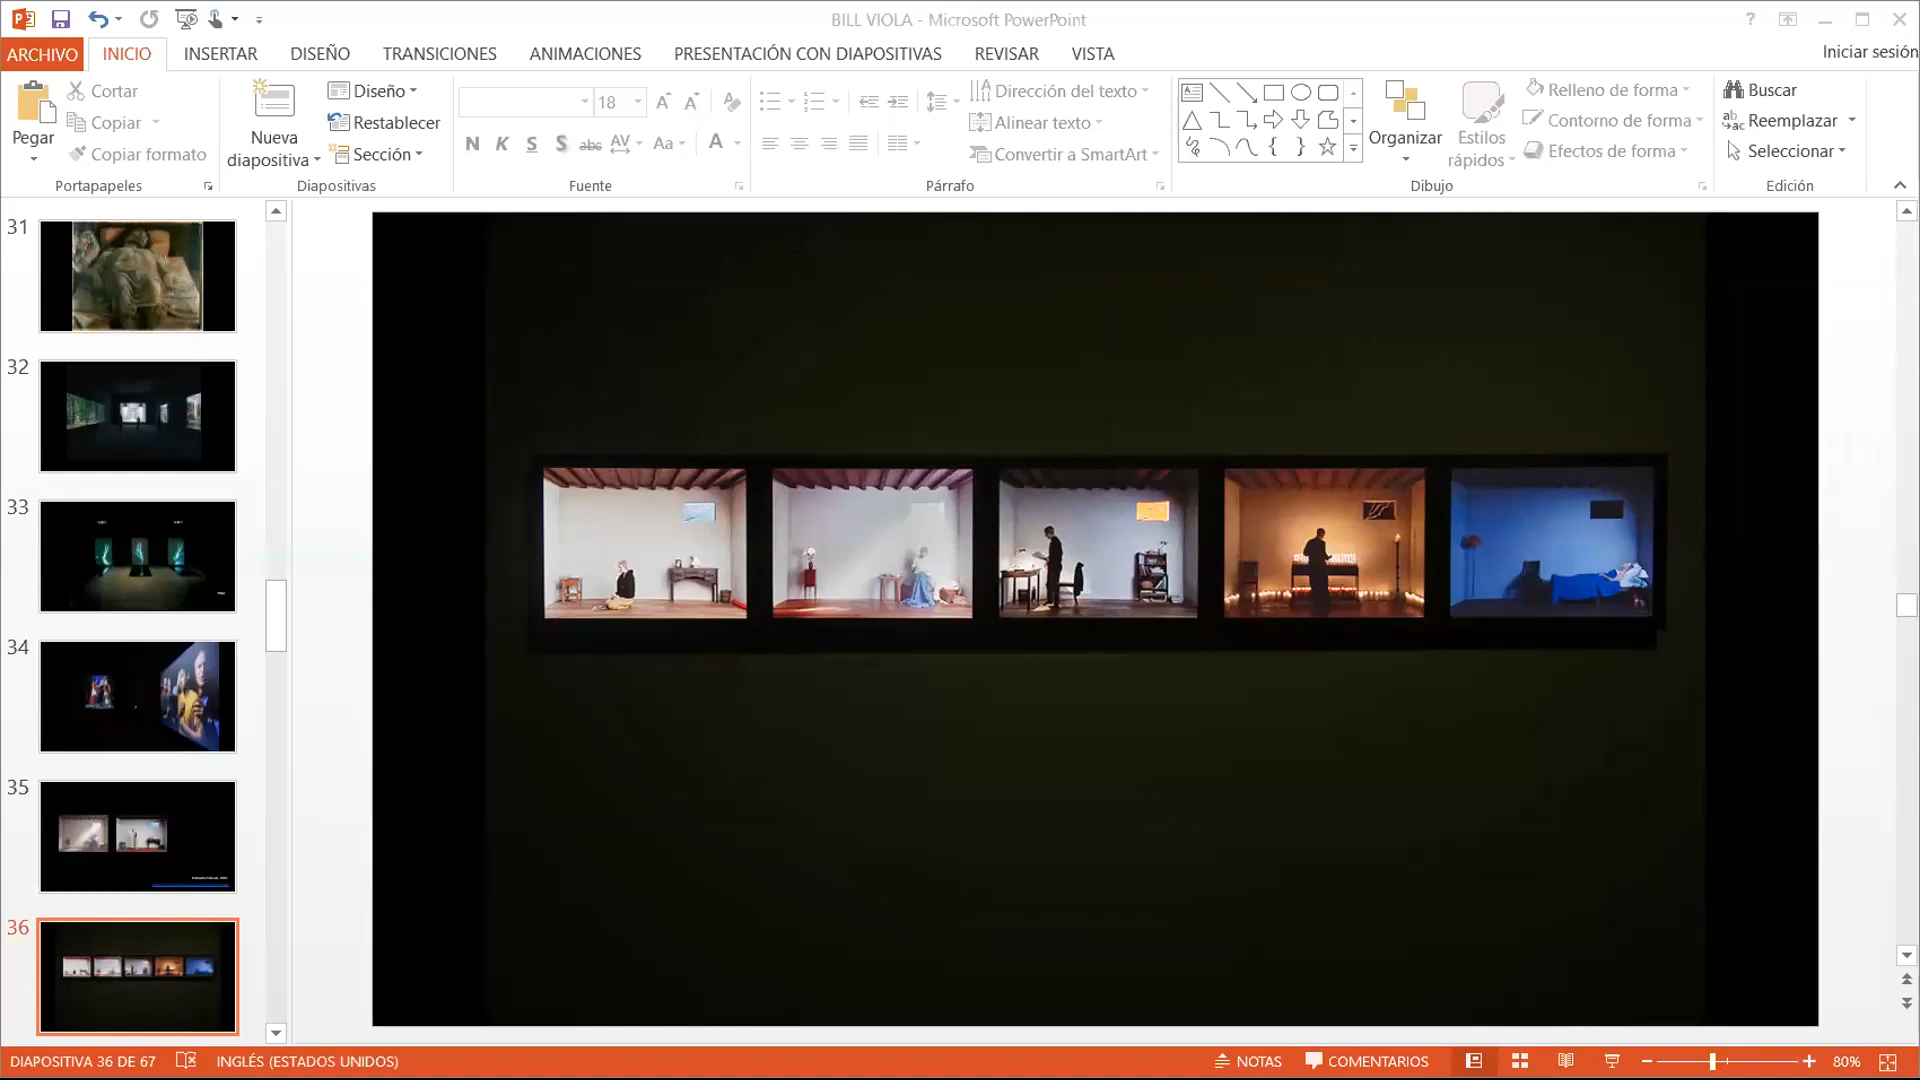 BILL VIOLA - Microsoft PowerPoint
ARCHIVO INICIO INSERTAR DISEÑO TRANSICIONES ANIMACIONES PRESENTACIÓN CON DIAPOSITIVAS REVISAR VISTA Iniciar sesión
Pegar
Cortar
Copiar
Copiar formato
Portapapeles
Nueva
diapositiva
Diseño
Restablecer
Sección
Diapositivas
18
N K S S abc AV Aa A
Fuente
Dirección del texto
Alinear texto
Convertir a SmartArt
Párrafo
Organizar
Estilos
rápidos
Relleno de forma
Contorno de forma
Efectos de forma
Dibujo
Buscar
Reemplazar
Seleccionar
Edición
31
32
33
34
35
36
DIAPOSITIVA 36 DE 67 INGLÉS (ESTADOS UNIDOS) NOTAS COMENTARIOS 80%